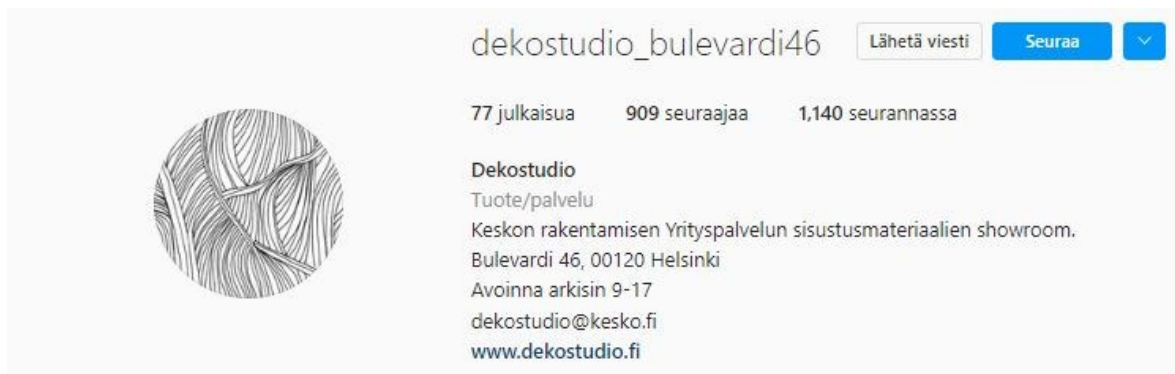 dekostudio_bulevardi46 Lähetä viesti Seuraa
77 julkaisua 909 seuraajaa 1,140 seurannassa
Dekostudio
Tuote/palvelu
Keskon rakentamisen Yrityspalvelun sisustusmateriaalien showroom.
Bulevardi 46, 00120 Helsinki
Avoinna arkisin 9-17
dekostudio@kesko.fi
www.dekostudio.fi